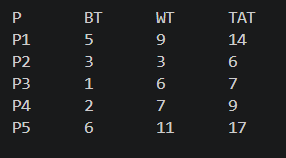 P BT WT TAT
P1 5 9 14
P2 3 3 6
P3 1 6 7
P4 2 7 9
P5 6 11 17